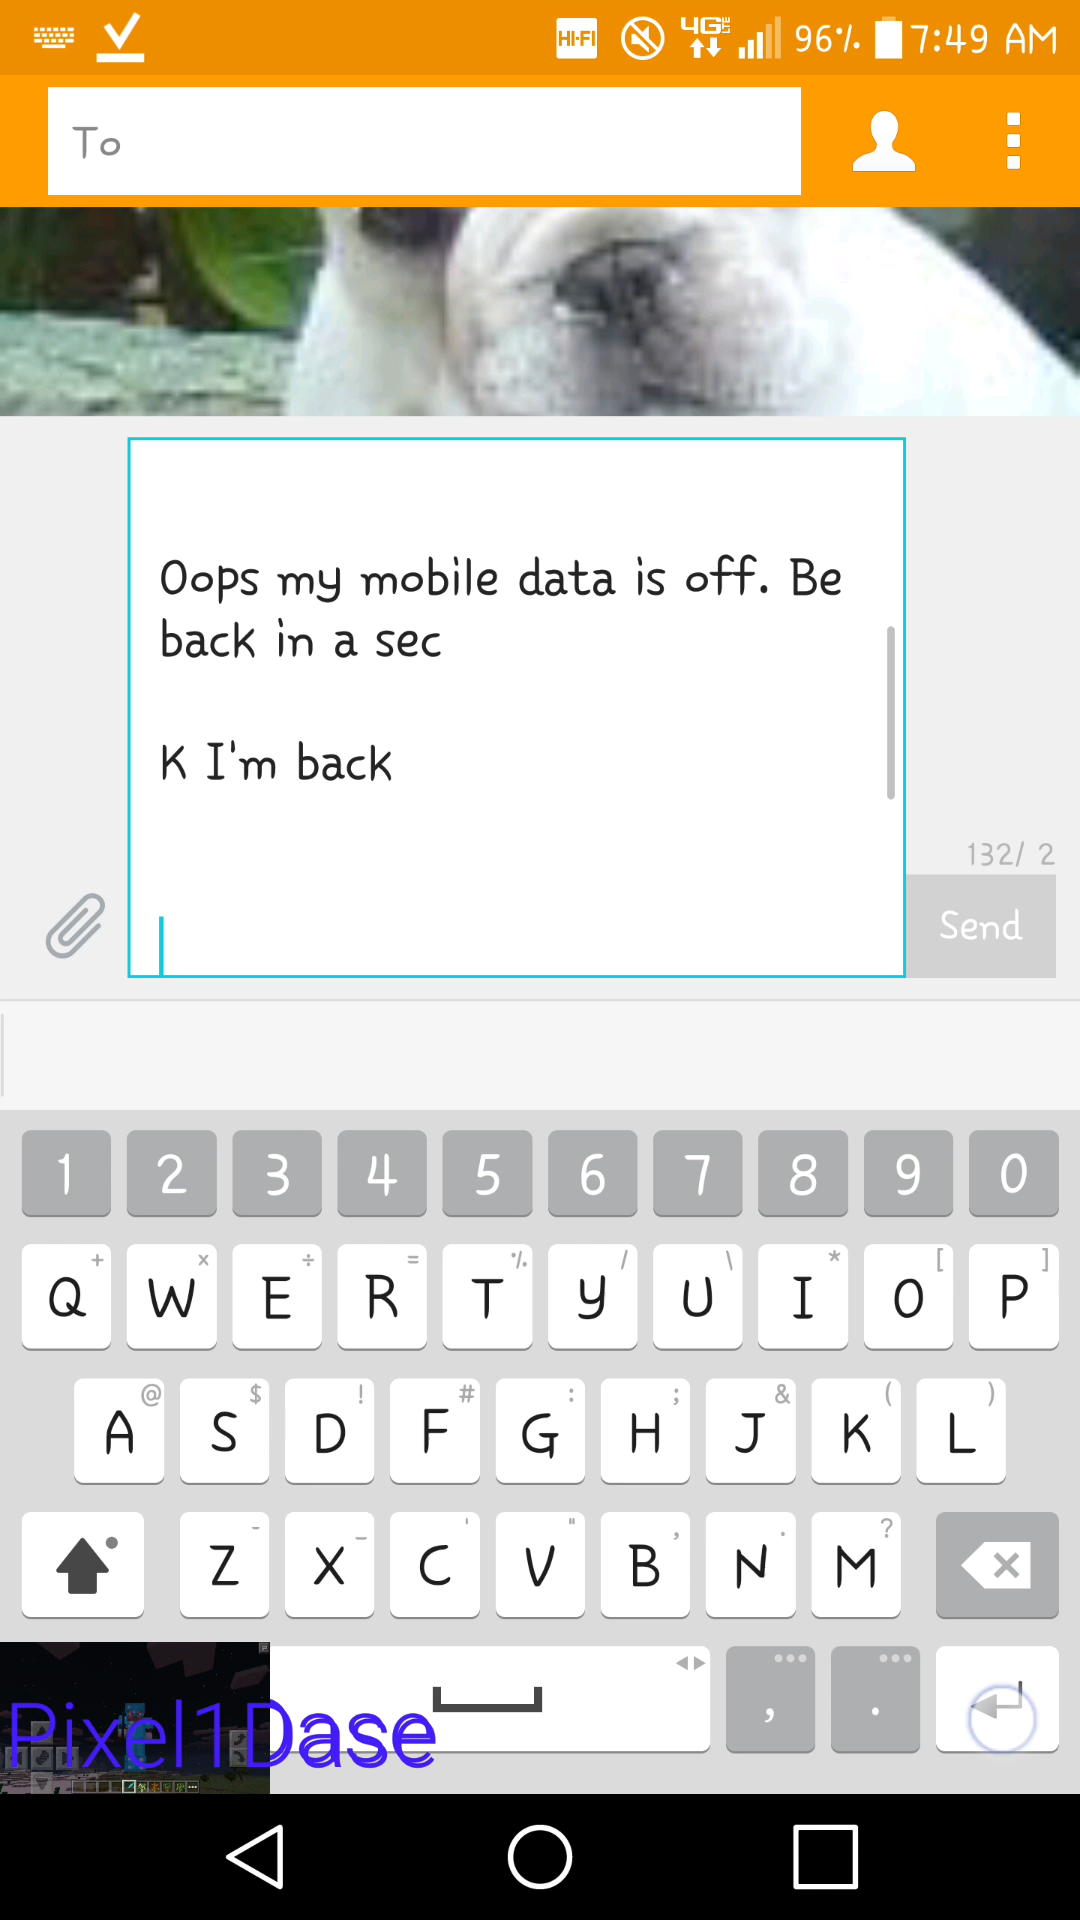 HI-FI 4G LTE 96% 7:49 AM
To
Oops my mobile data is off. Be
back in a sec
K I'm back
132/ 2
Send
1 2 3 4 5 6 7 8 9 0
+ × ÷ = % / \ * [ ]
Q W E R T Y U I O P
@ $ ! # : ; & ( )
A S D F G H J K L
- _ ' " , . ?
Z X C V B N M
, .
Pixel1Dase